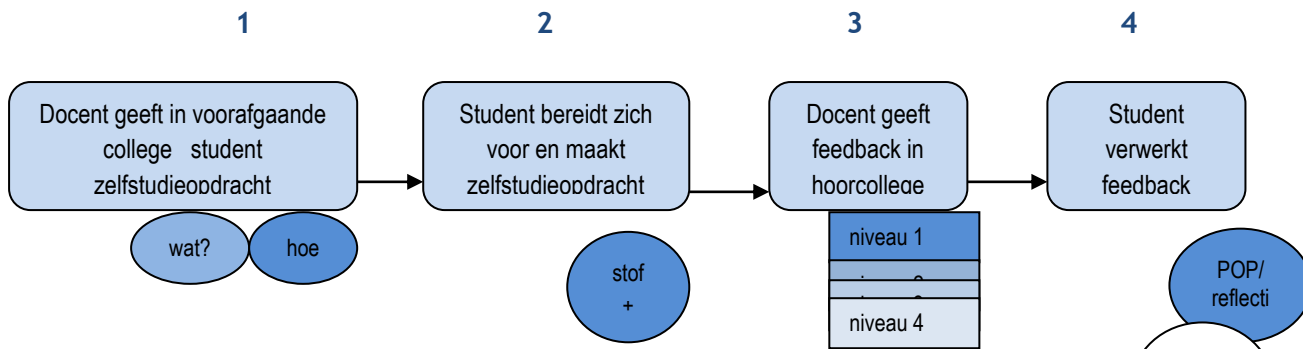 1
2
3
4
Docent geeft in voorafgaande
college student
zelfstudieopdracht
Student bereidt zich
voor en maakt
zelfstudieopdracht
Docent geeft
feedback in
hoorcollege
Student
verwerkt
feedback
wat?
hoe
stof
+
niveau 1
niveau 4
POP/
reflecti